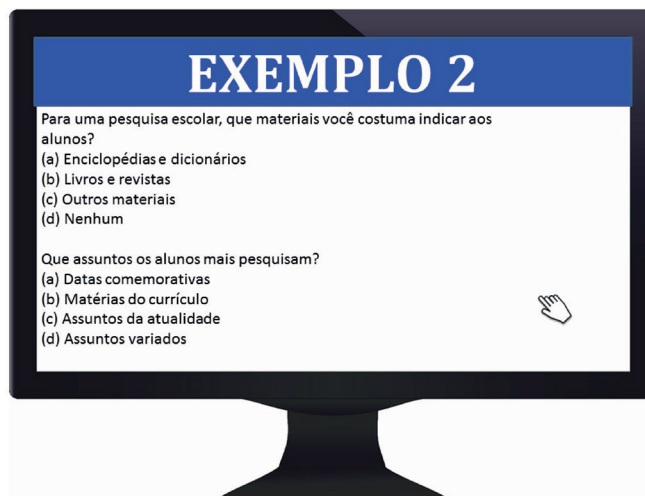 EXEMPLO 2
Para uma pesquisa escolar, que materiais você costuma indicar aos
alunos?
(a) Enciclopédias e dicionários
(b) Livros e revistas
(c) Outros materiais
(d) Nenhum
Que assuntos os alunos mais pesquisam?
(a) Datas comemorativas
(b) Matérias do currículo
(c) Assuntos da atualidade
(d) Assuntos variados